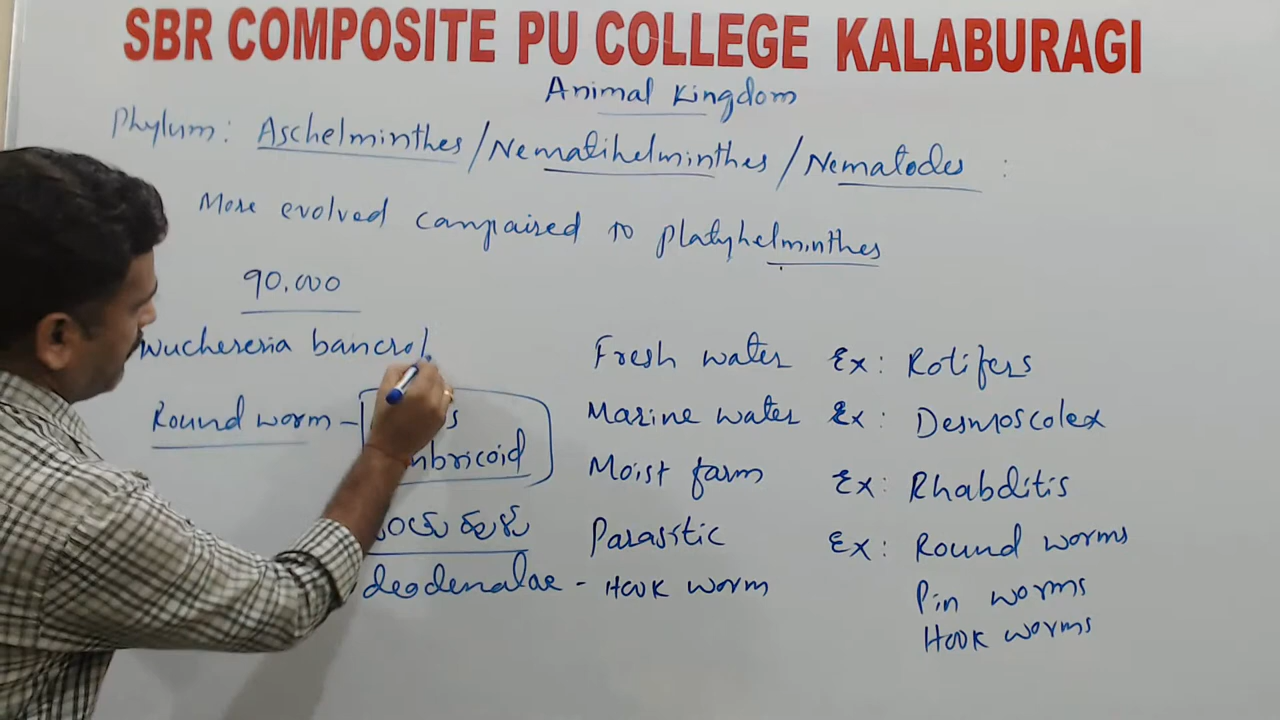 SBR COMPOSITE PU COLLEGE KALABURAGI
Animal Kingdom
Phylum: Aschelminthes / Nematihelminthes / Nematodes :
More evolved campaired to platyhelminthes
90,000
Wuchereria bancro
Round worm –
Fresh water Ex: Rotifers
Marine water Ex: Desmoscolex
Moist farm Ex: Rhabditis
Parasitic Ex: Round worms
deodenalae - Hook worm
Pin worms
Hook worms